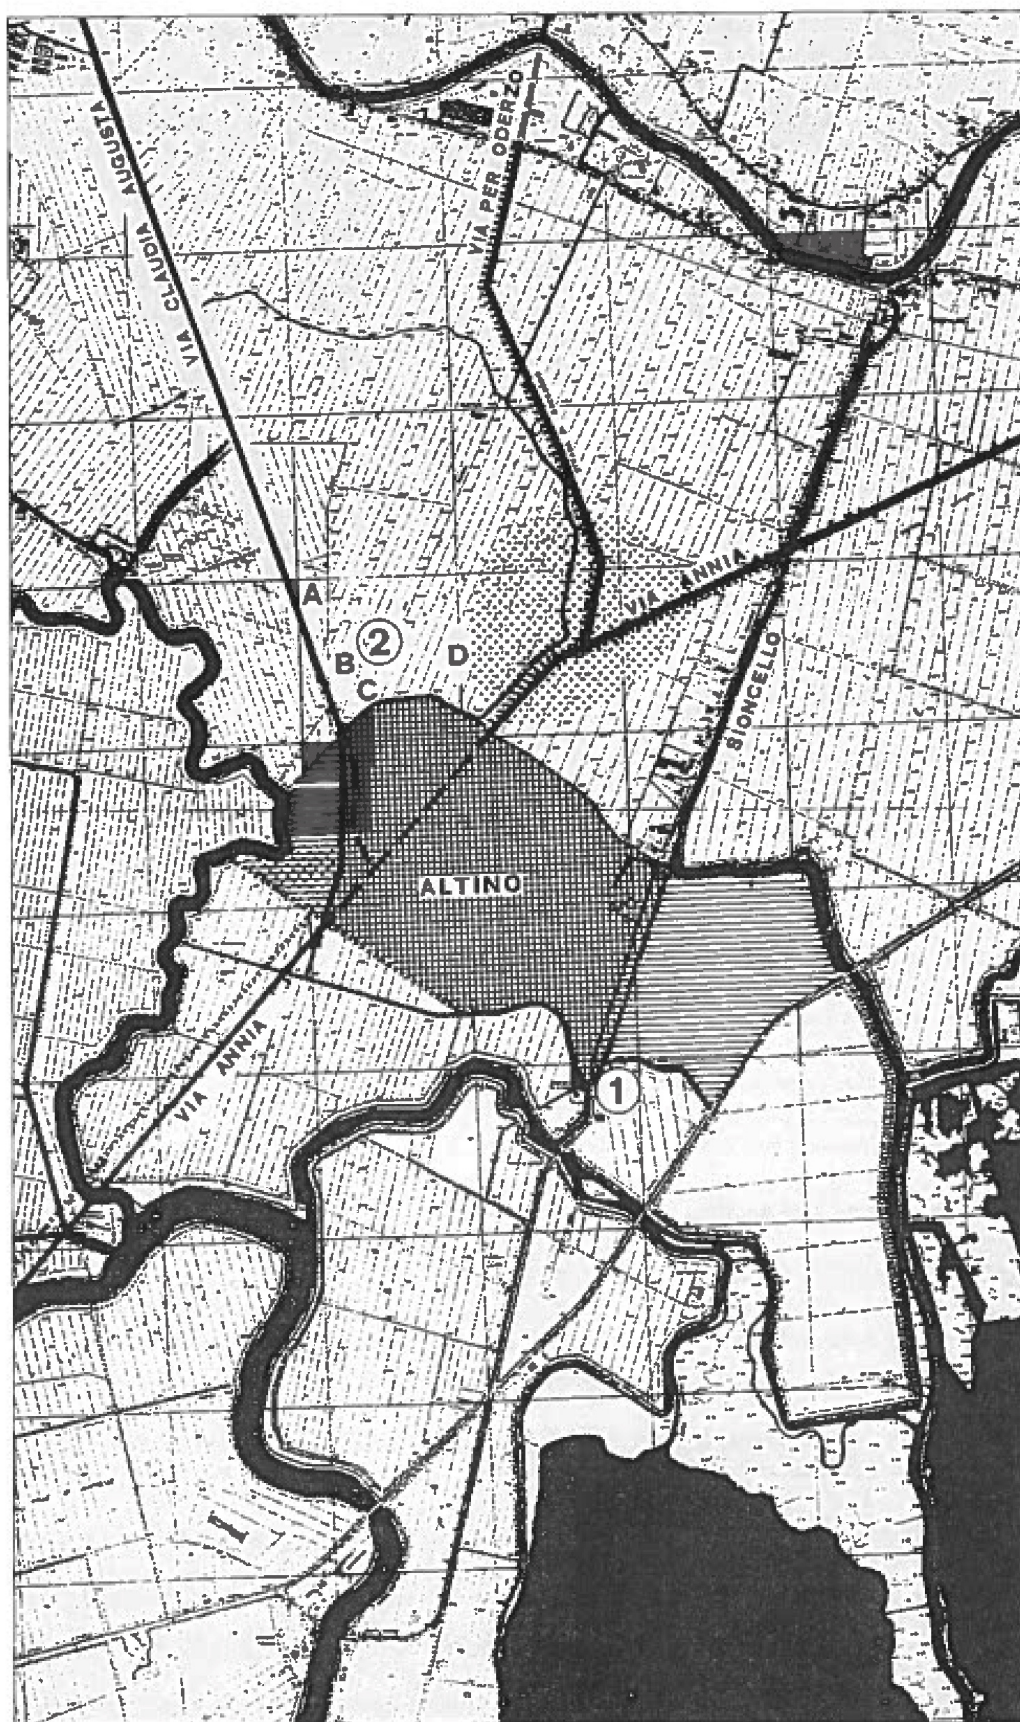 VIA CLAUDIA AUGUSTA
VIA PER ODERZO
VIA ANNIA
SIONCELLO
A
B
2
C
D
ALTINO
VIA ANNIA
1